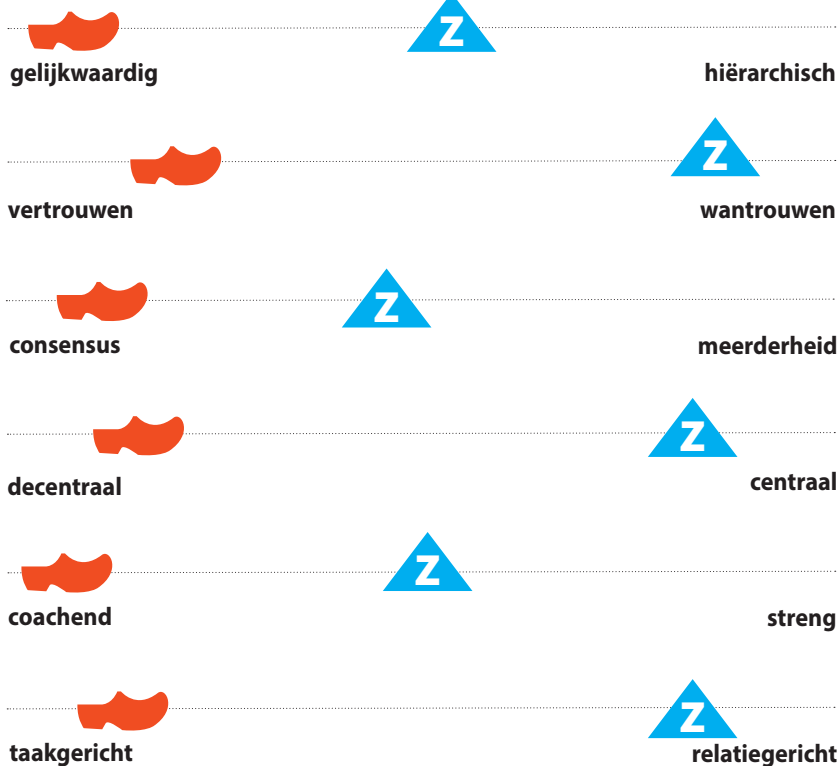 Z
gelijkwaardig hiërarchisch
Z
vertrouwen wantrouwen
Z
consensus meerderheid
Z
decentraal centraal
Z
coachend streng
Z
taakgericht relatiegericht